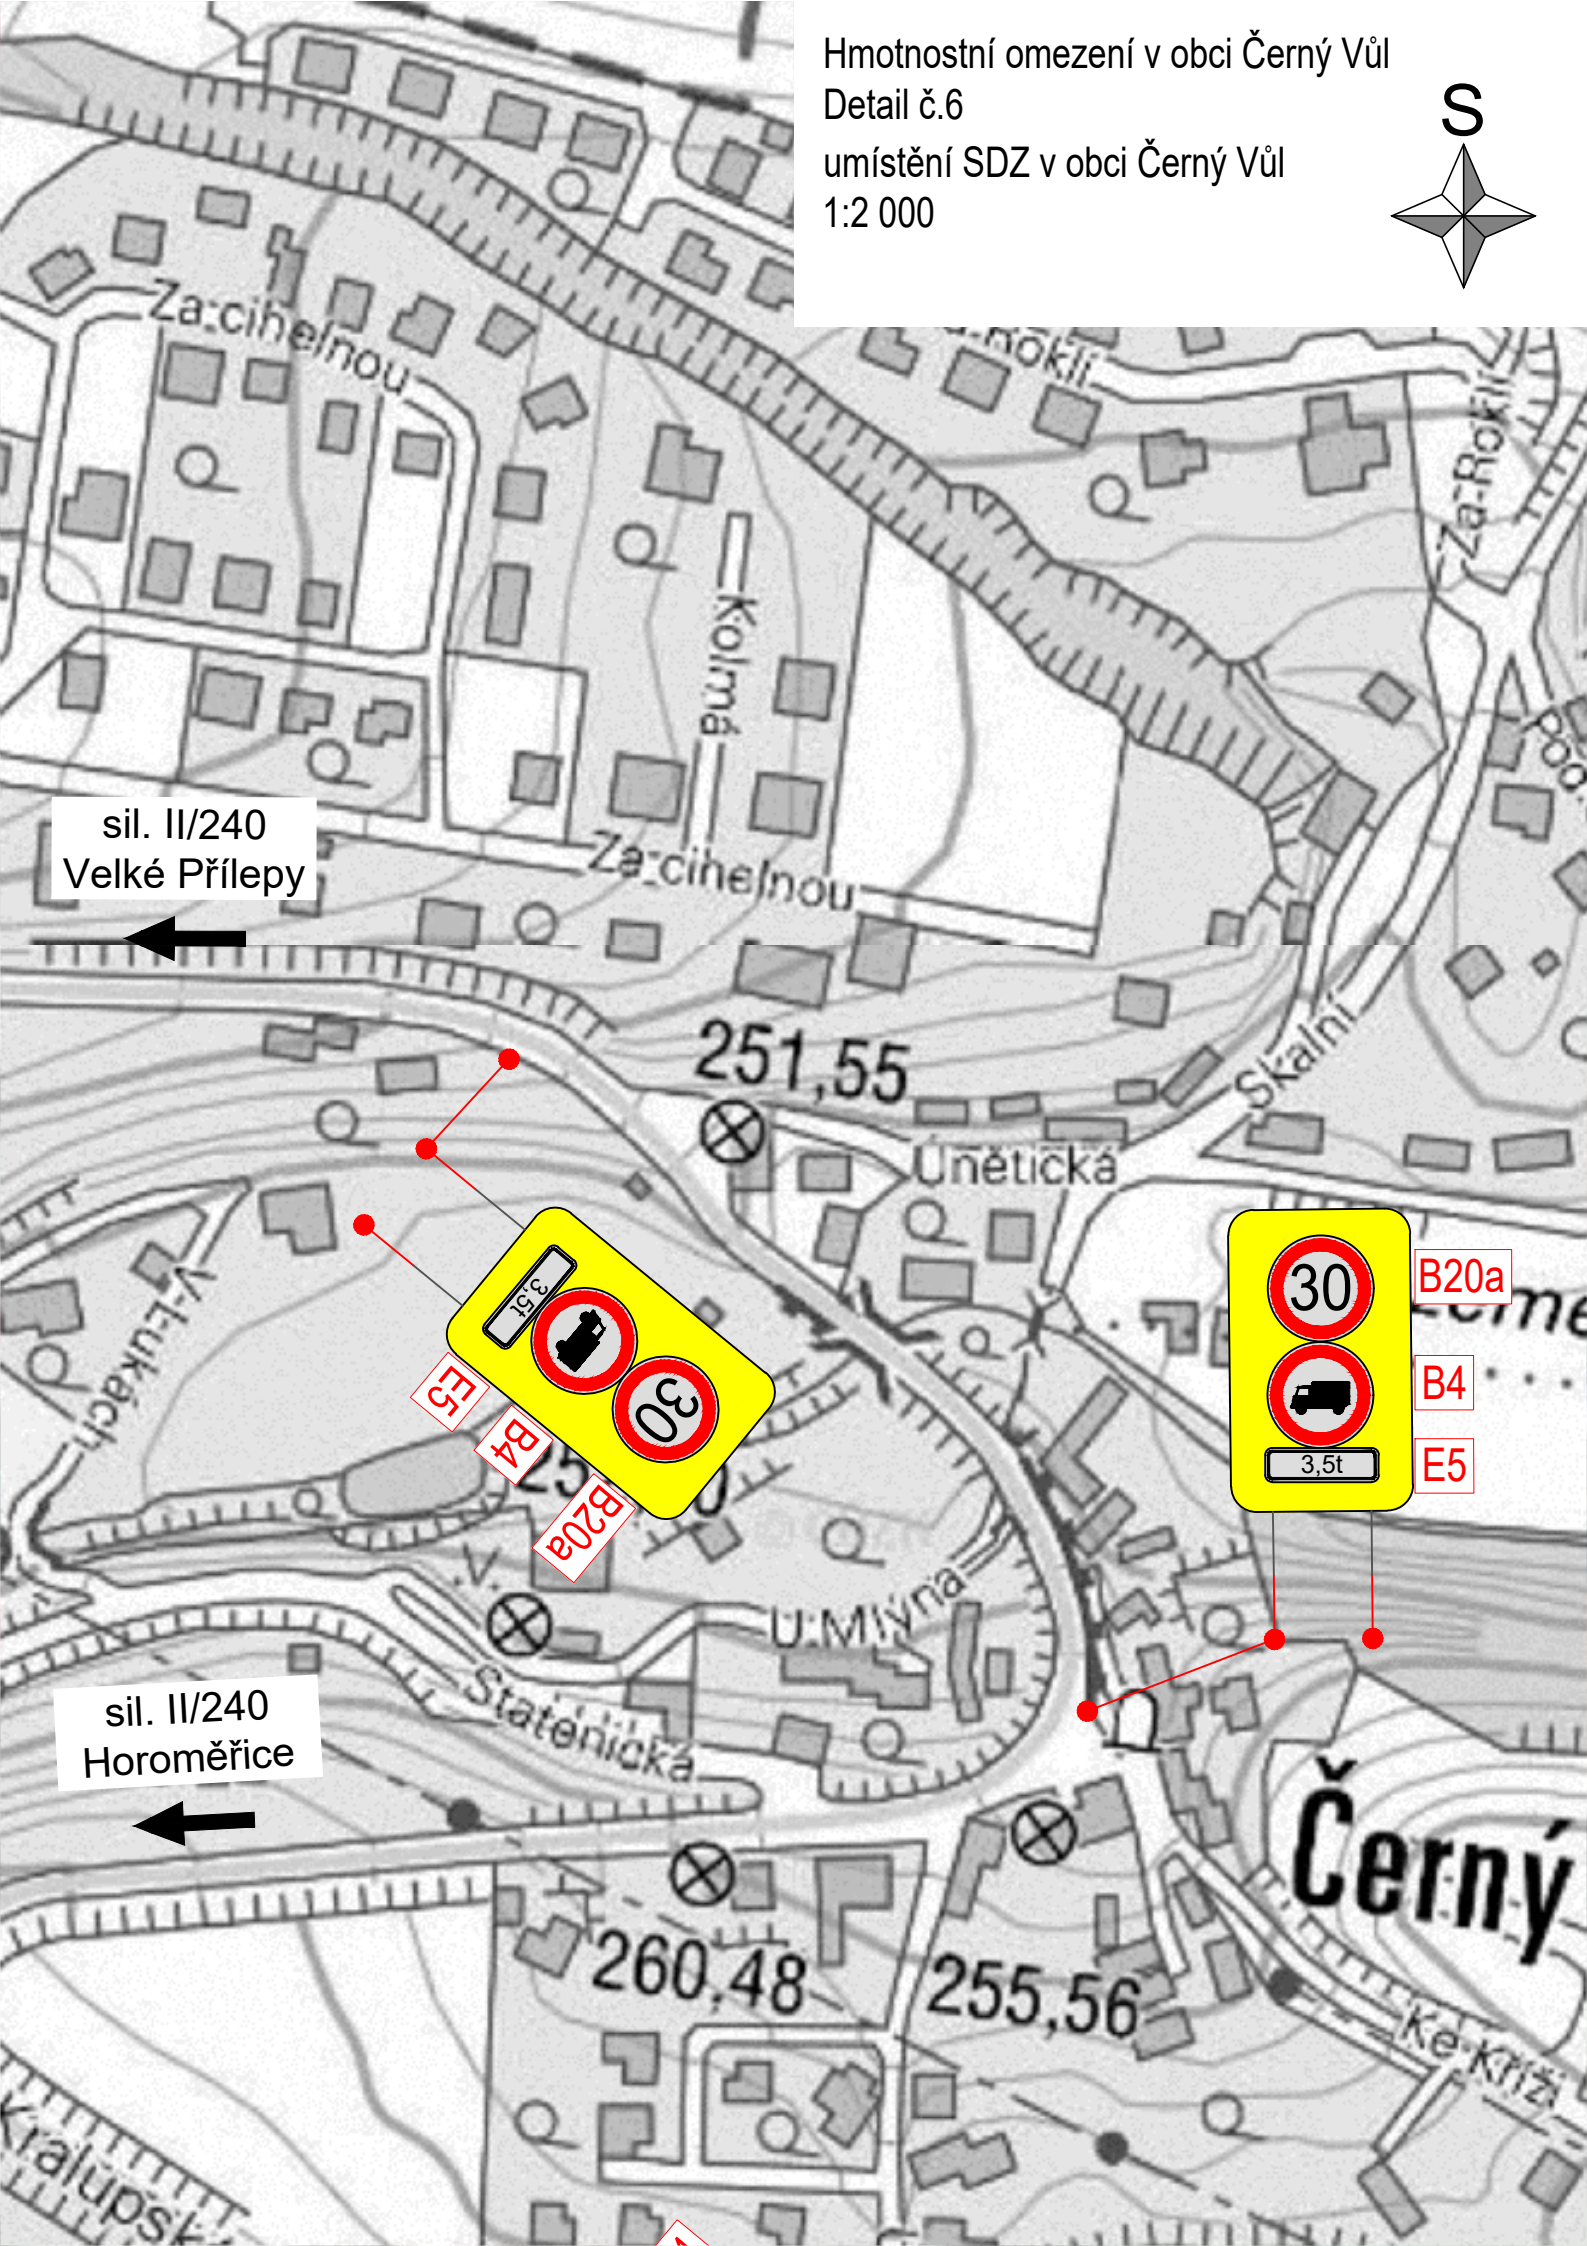 Hmotnostní omezení v obci Černý Vůl
Detail č.6
umístění SDZ v obci Černý Vůl
1:2 000
S
Za cihelnou
Roklí
Za Roklí
Kolmá
Pod
sil. II/240
Velké Přílepy
Za cihelnou
251,55
Skalní
Únětická
V Lukách
3,5t
30
E5
B4
B20a
30
B20a
B4
3,5t
E5
V.
U Mlýna
Statenická
sil. II/240
Horoměřice
Černý
260,48
255,56
Ke Kříži